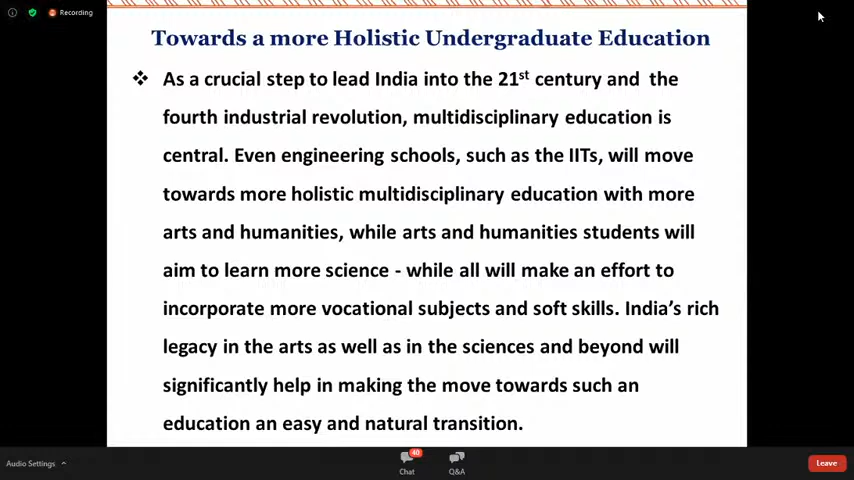 Recording
Towards a more Holistic Undergraduate Education
❖ As a crucial step to lead India into the 21st century and the
fourth industrial revolution, multidisciplinary education is
central. Even engineering schools, such as the IITs, will move
towards more holistic multidisciplinary education with more
arts and humanities, while arts and humanities students will
aim to learn more science - while all will make an effort to
incorporate more vocational subjects and soft skills. India's rich
legacy in the arts as well as in the sciences and beyond will
significantly help in making the move towards such an
education an easy and natural transition.
Audio Settings
40
Chat
Q&A
Leave